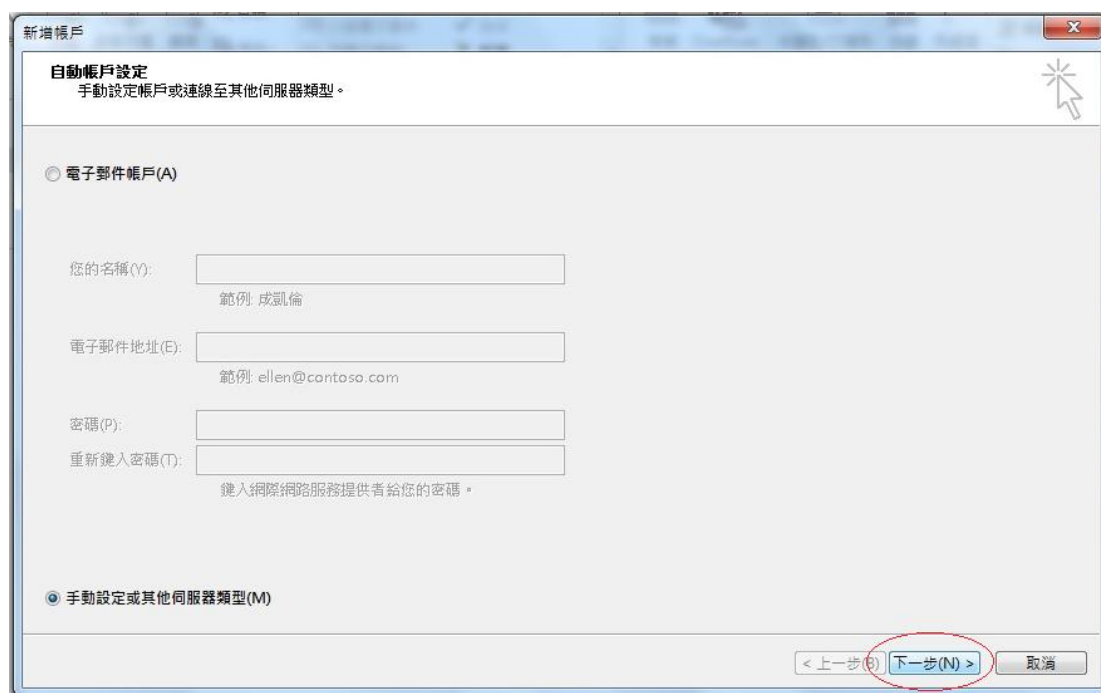 新增帳戶
自動帳戶設定
手動設定帳戶或連線至其他伺服器類型。
電子郵件帳戶(A)
您的名稱(Y):
範例: 成凱倫
電子郵件地址(E):
範例: ellen@contoso.com
密碼(P):
重新鍵入密碼(T):
鍵入網際網路服務提供者給您的密碼。
手動設定或其他伺服器類型(M)
< 上一步(B) 下一步(N) > 取消